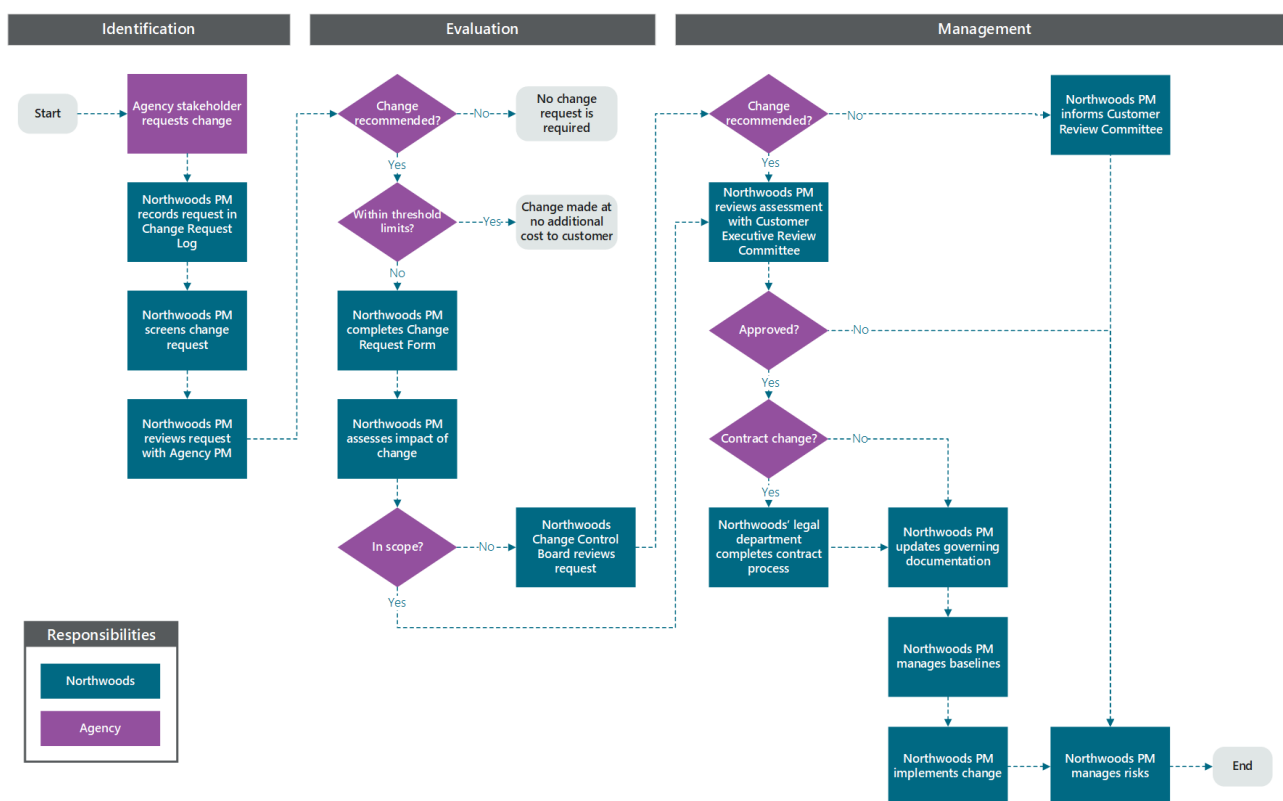 Identification
Evaluation
Management
Start
Agency stakeholder
requests change
Northwoods PM
records request in
Change Request
Log
Northwoods PM
screens change
request
Northwoods PM
reviews request
with Agency PM
Change
recommended?
No
No change
request is
required
Yes
Within threshold
limits?
Yes
Change made at
no additional
cost to customer
No
Northwoods PM
completes Change
Request Form
Northwoods PM
assesses impact of
change
In scope?
No
Northwoods
Change Control
Board reviews
request
Yes
Change
recommended?
No
Northwoods PM
informs Customer
Review Committee
Yes
Northwoods PM
reviews assessment
with Customer
Executive Review
Committee
Approved?
No
Yes
Contract change?
No
Yes
Northwoods' legal
department
completes contract
process
Northwoods PM
updates governing
documentation
Northwoods PM
manages baselines
Northwoods PM
implements change
Northwoods PM
manages risks
End
Responsibilities
Northwoods
Agency